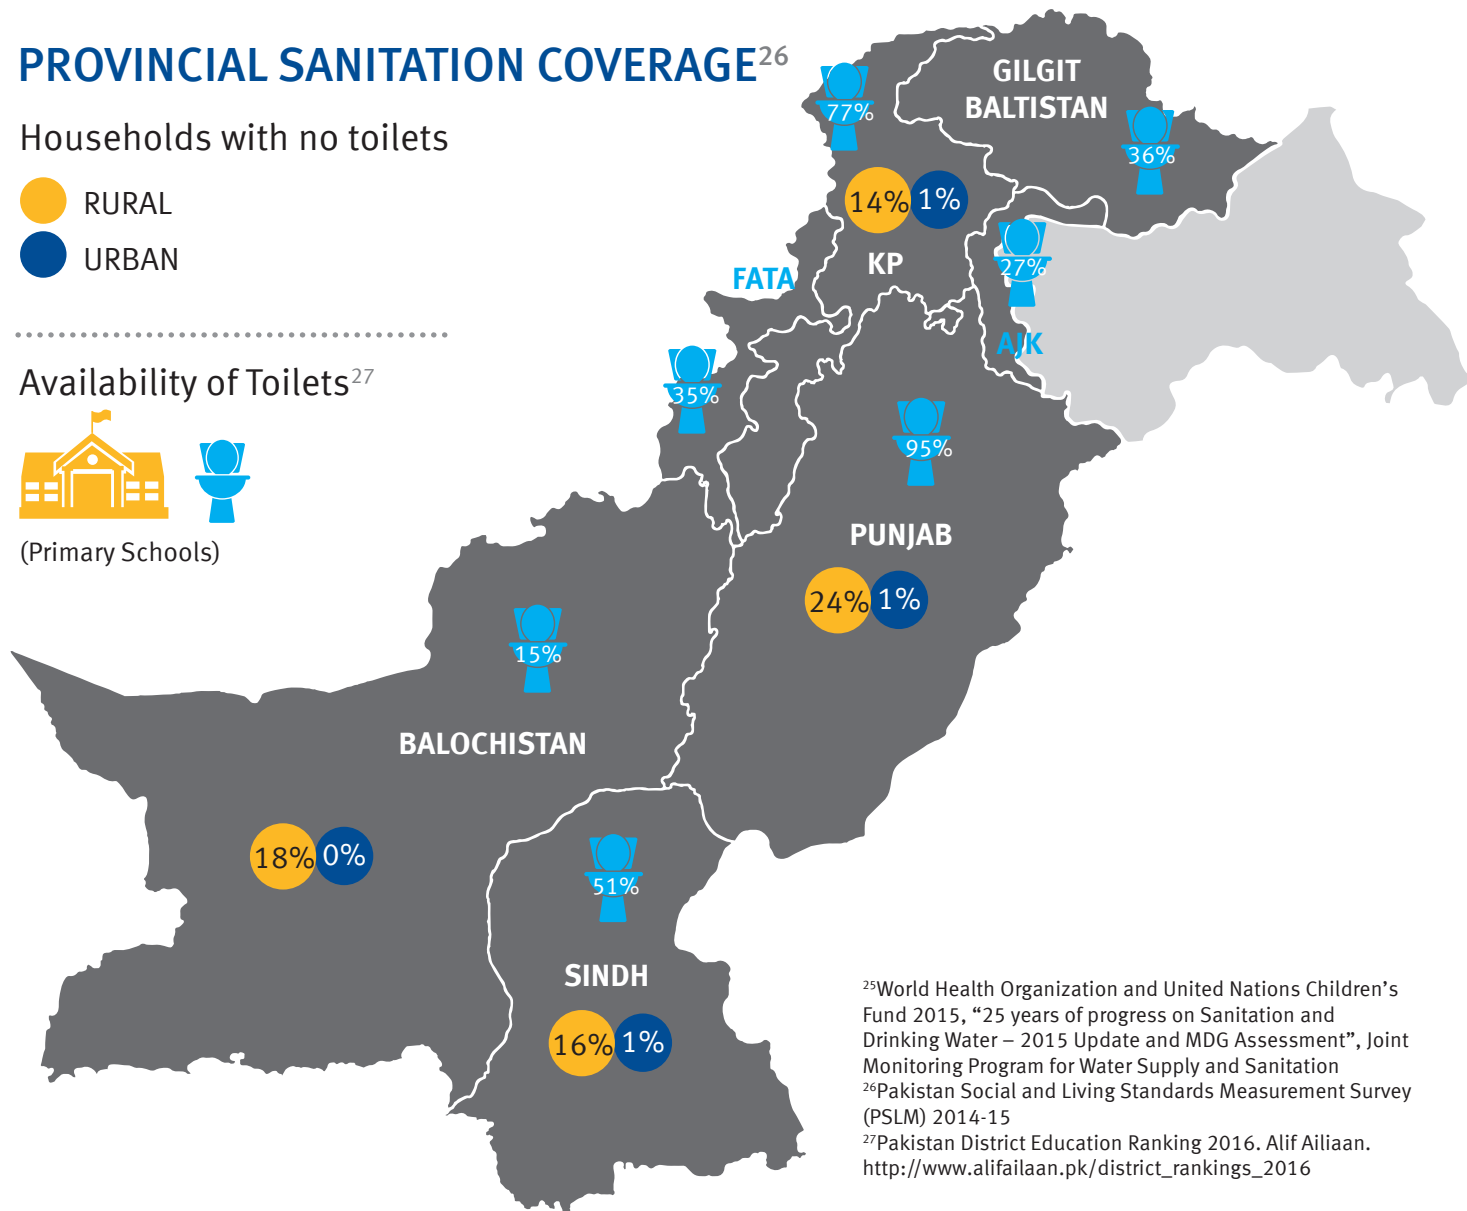 PROVINCIAL SANITATION COVERAGE26
Households with no toilets
RURAL
URBAN
Availability of Toilets27
(Primary Schools)
GILGIT
BALTISTAN
77%
36%
14% 1%
KP
27%
FATA
AJK
35%
95%
PUNJAB
24% 1%
15%
BALOCHISTAN
18% 0%
51%
SINDH
16% 1%
25World Health Organization and United Nations Children’s
Fund 2015, “25 years of progress on Sanitation and
Drinking Water – 2015 Update and MDG Assessment”, Joint
Monitoring Program for Water Supply and Sanitation
26Pakistan Social and Living Standards Measurement Survey
(PSLM) 2014-15
27Pakistan District Education Ranking 2016. Alif Ailiaan.
http://www.alifailaan.pk/district_rankings_2016